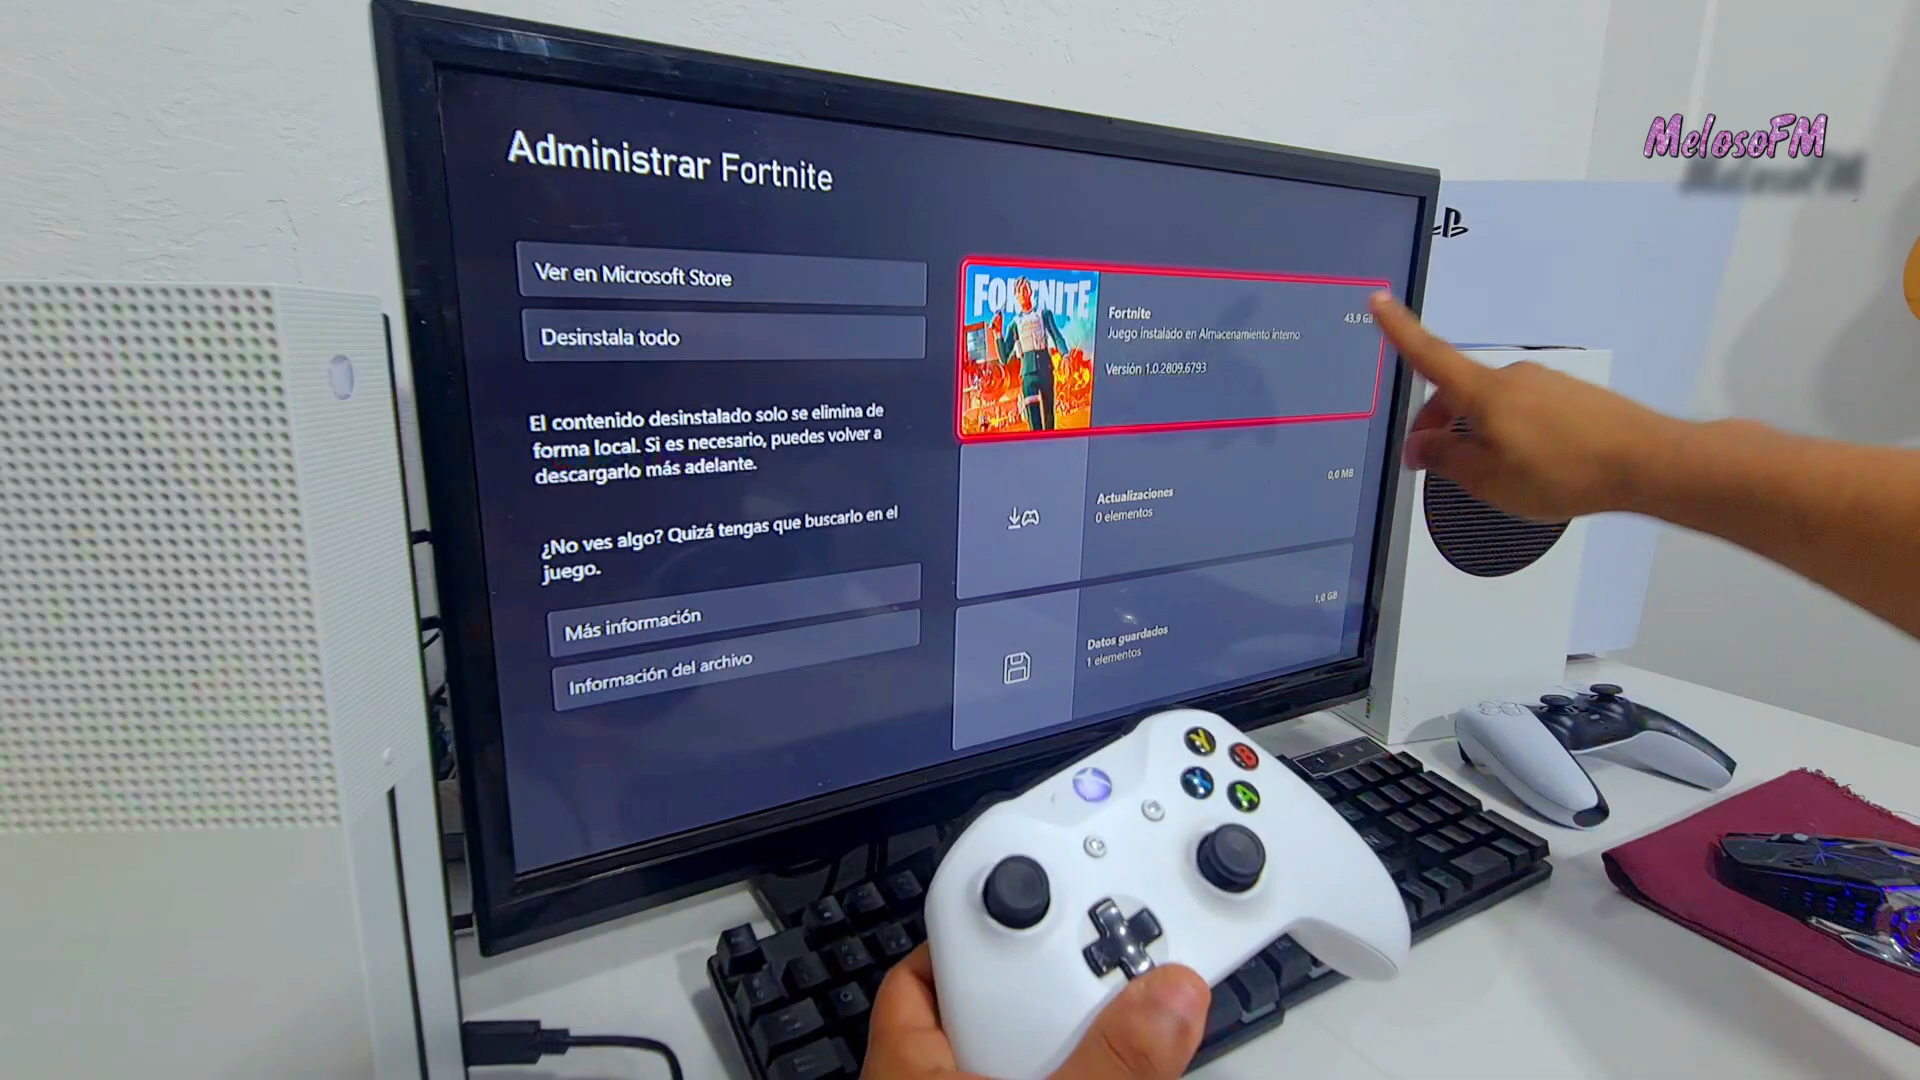 MelosoFM
Administrar Fortnite
Ver en Microsoft Store
Desinstala todo
El contenido desinstalado solo se elimina de
forma local. Si es necesario, puedes volver a
descargarlo más adelante.
¿No ves algo? Quizá tengas que buscarlo en el
juego.
Más información
Información del archivo
FORTNITE
Fortnite
43,9 GB
Juego instalado en Almacenamiento interno
Versión 1.0.2809.6793
Actualizaciones
0,0 MB
0 elementos
Datos guardados
1,0 GB
1 elementos
Y
B
X
A